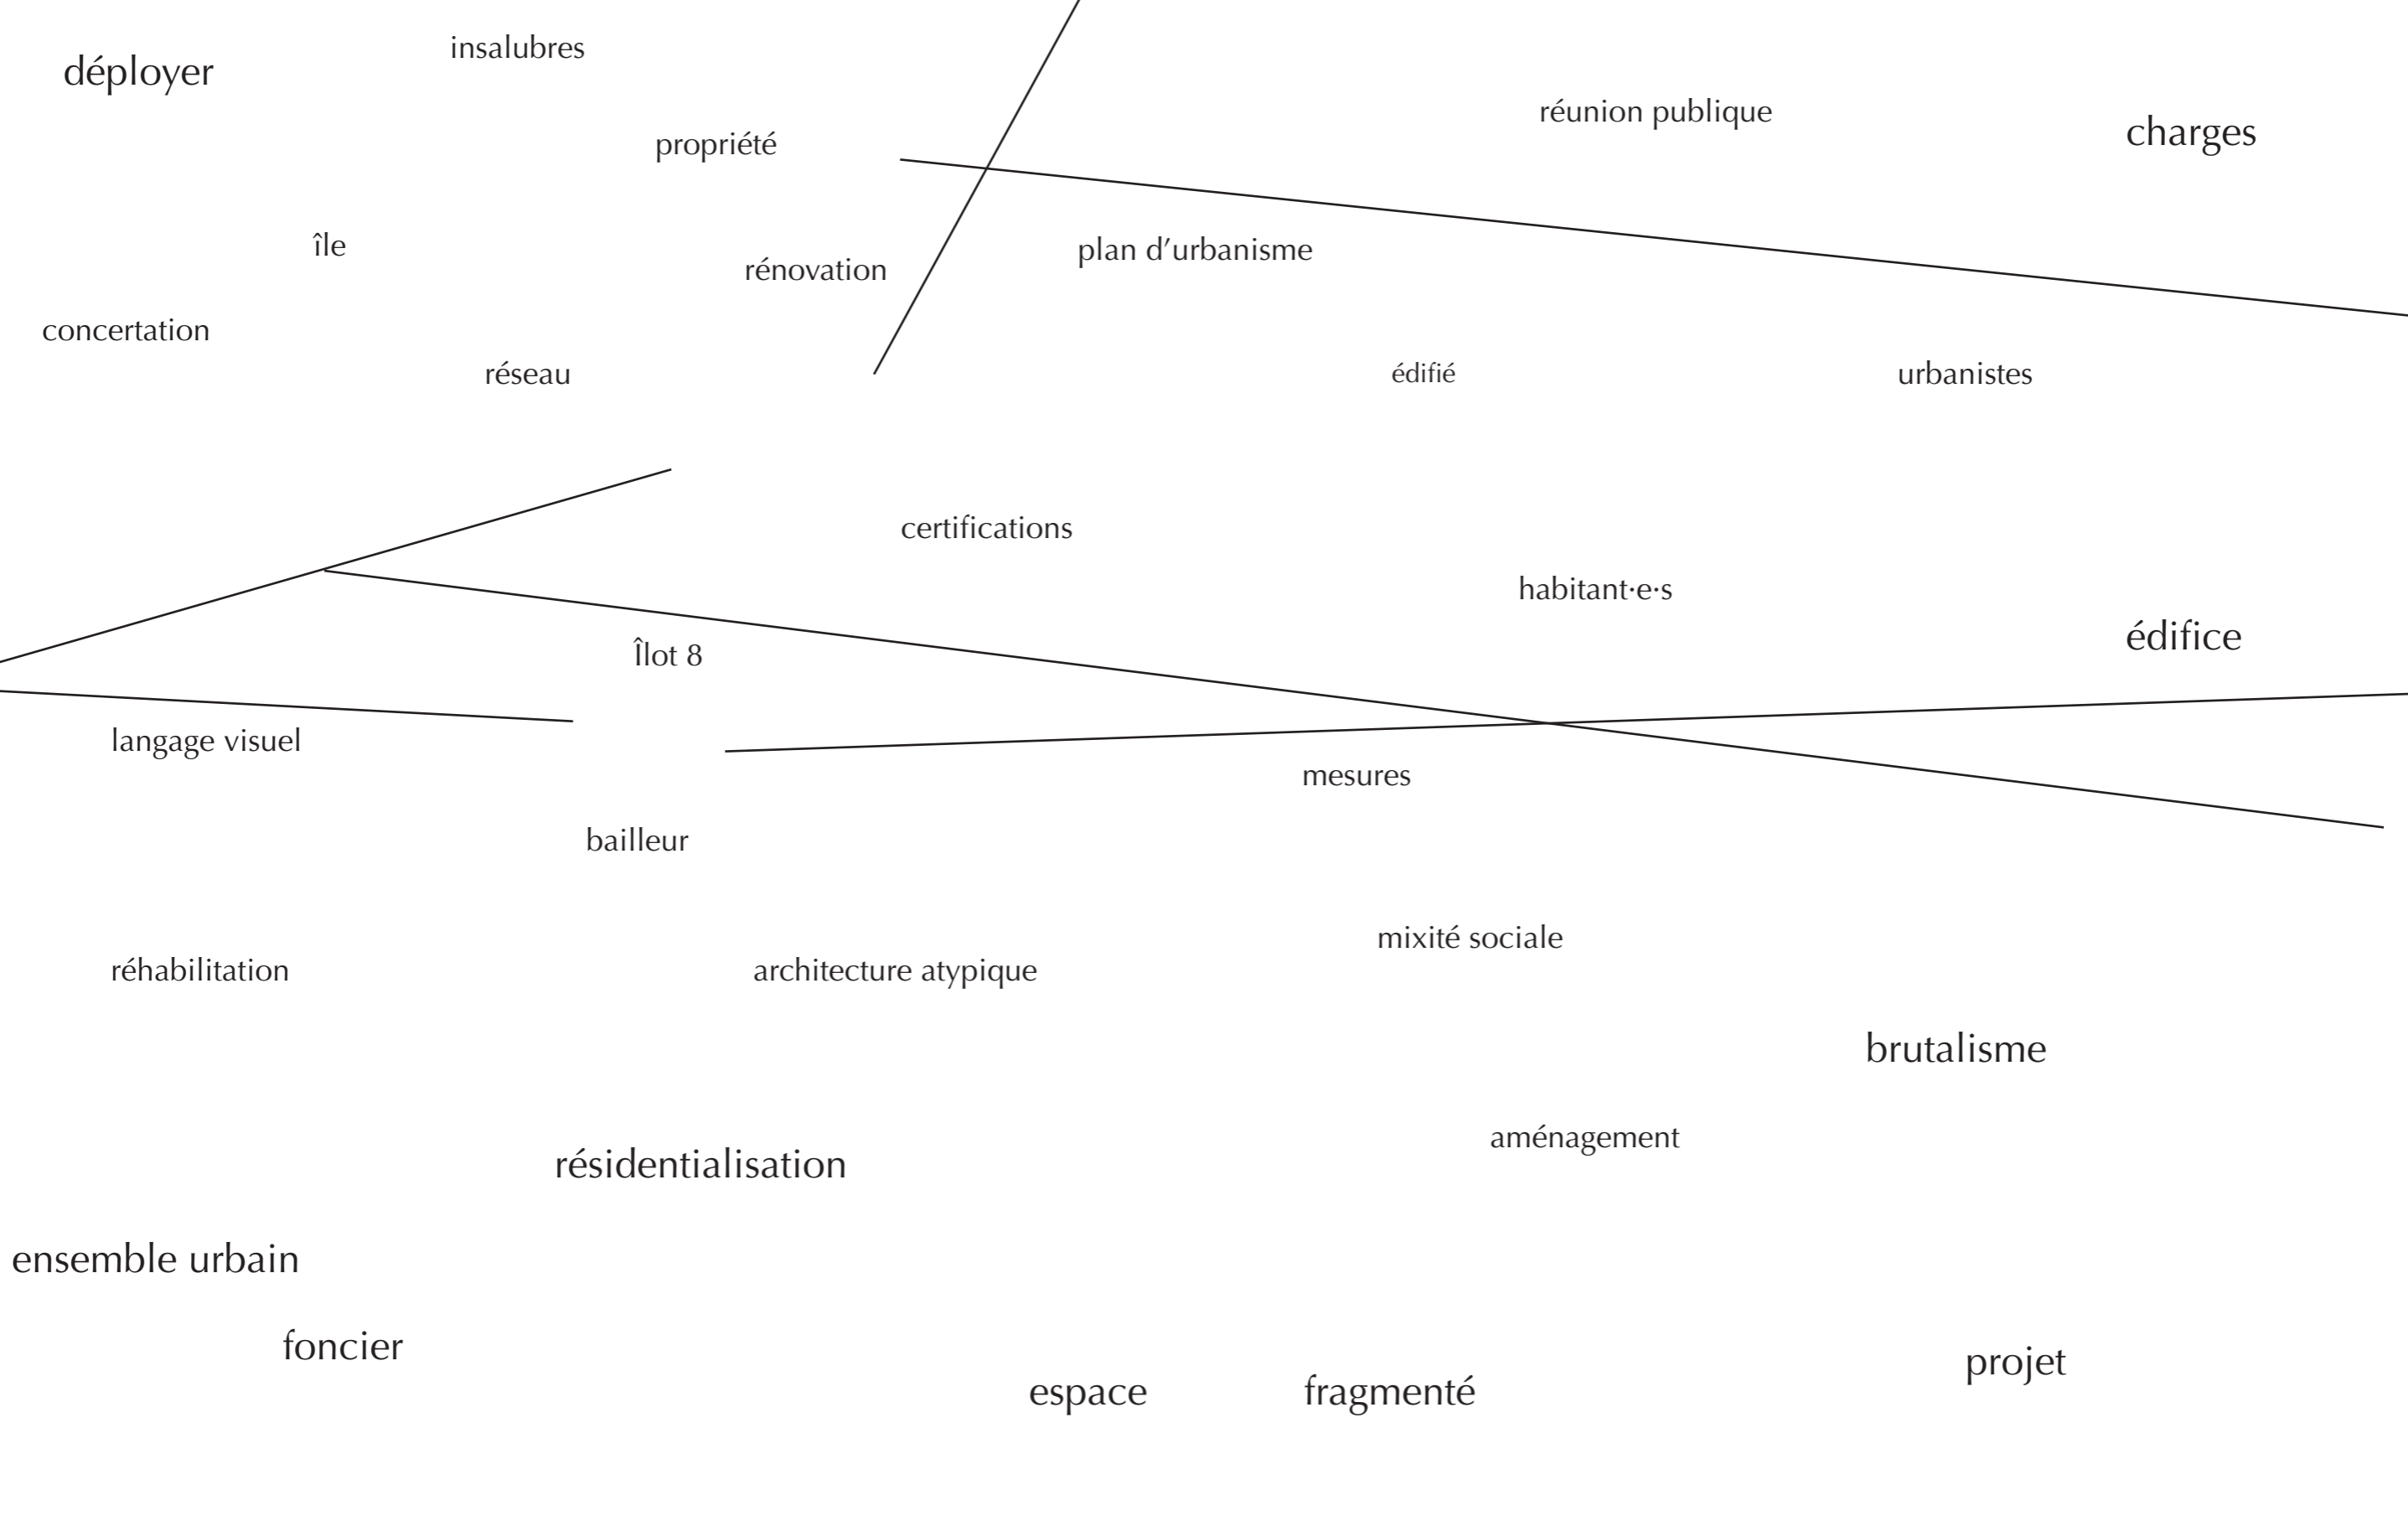 insalubres
déployer
réunion publique
charges
propriété
île
plan d’urbanisme
rénovation
concertation
réseau
édifié
urbanistes
certifications
habitant·e·s
édifice
Îlot 8
langage visuel
mesures
bailleur
mixité sociale
réhabilitation
architecture atypique
brutalisme
aménagement
résidentialisation
ensemble urbain
foncier
projet
espace fragmenté